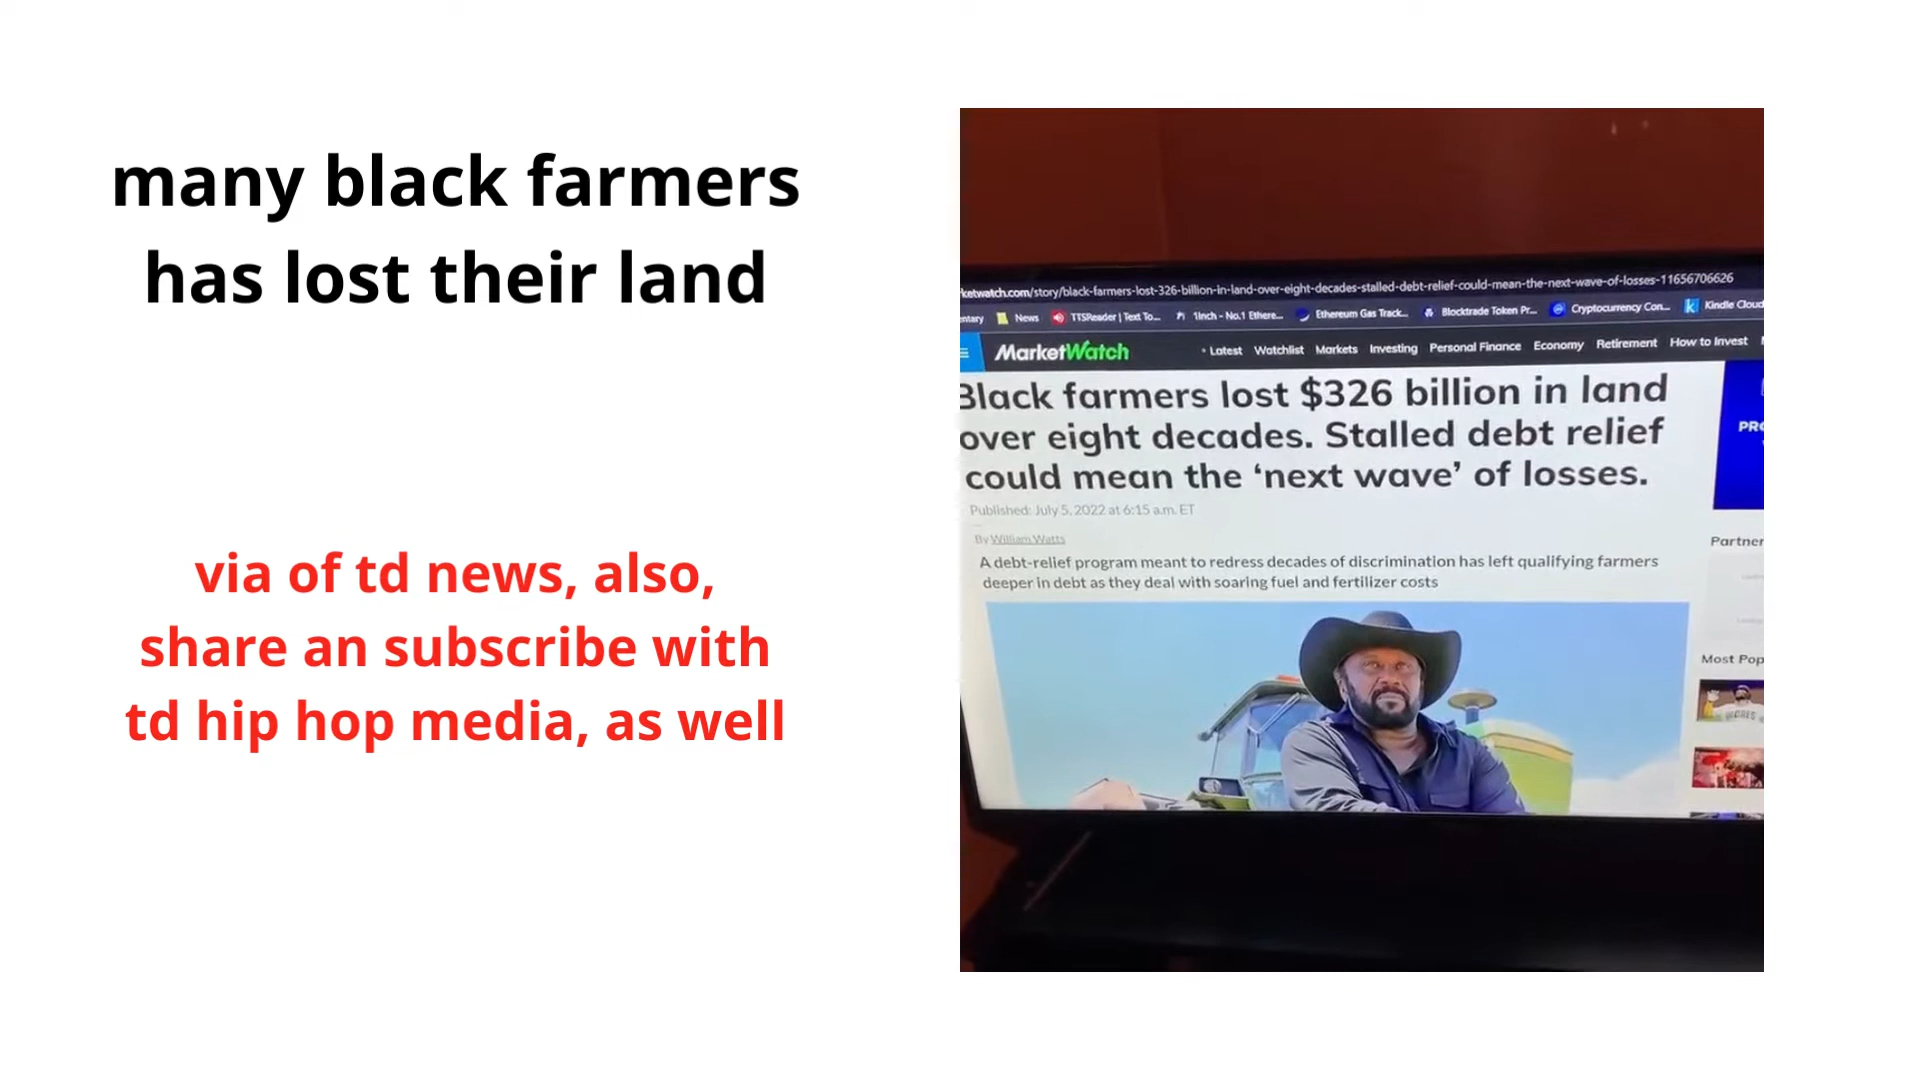 many black farmers
has lost their land
via of td news, also,
share an subscribe with
td hip hop media, as well
ketwatch.com/story/black-farmers-lost-326-billion-in-land-over-eight-decades-stalled-debt-relief-could-mean-the-next-wave-of-losses-11656706626
News TTSReader | Text To... 1inch - No.1 Ethere... Ethereum Gas Track... Blocktrade Token Pr... Cryptocurrency Con... Kindle Cloud
MarketWatch Latest Watchlist Markets Investing Personal Finance Economy Retirement How to Invest
Black farmers lost $326 billion in land
over eight decades. Stalled debt relief
could mean the ‘next wave’ of losses.
Published: July 5, 2022 at 6:15 a.m. ET
By William Watts
A debt-relief program meant to redress decades of discrimination has left qualifying farmers
deeper in debt as they deal with soaring fuel and fertilizer costs
PRO
Partner
Most Pop